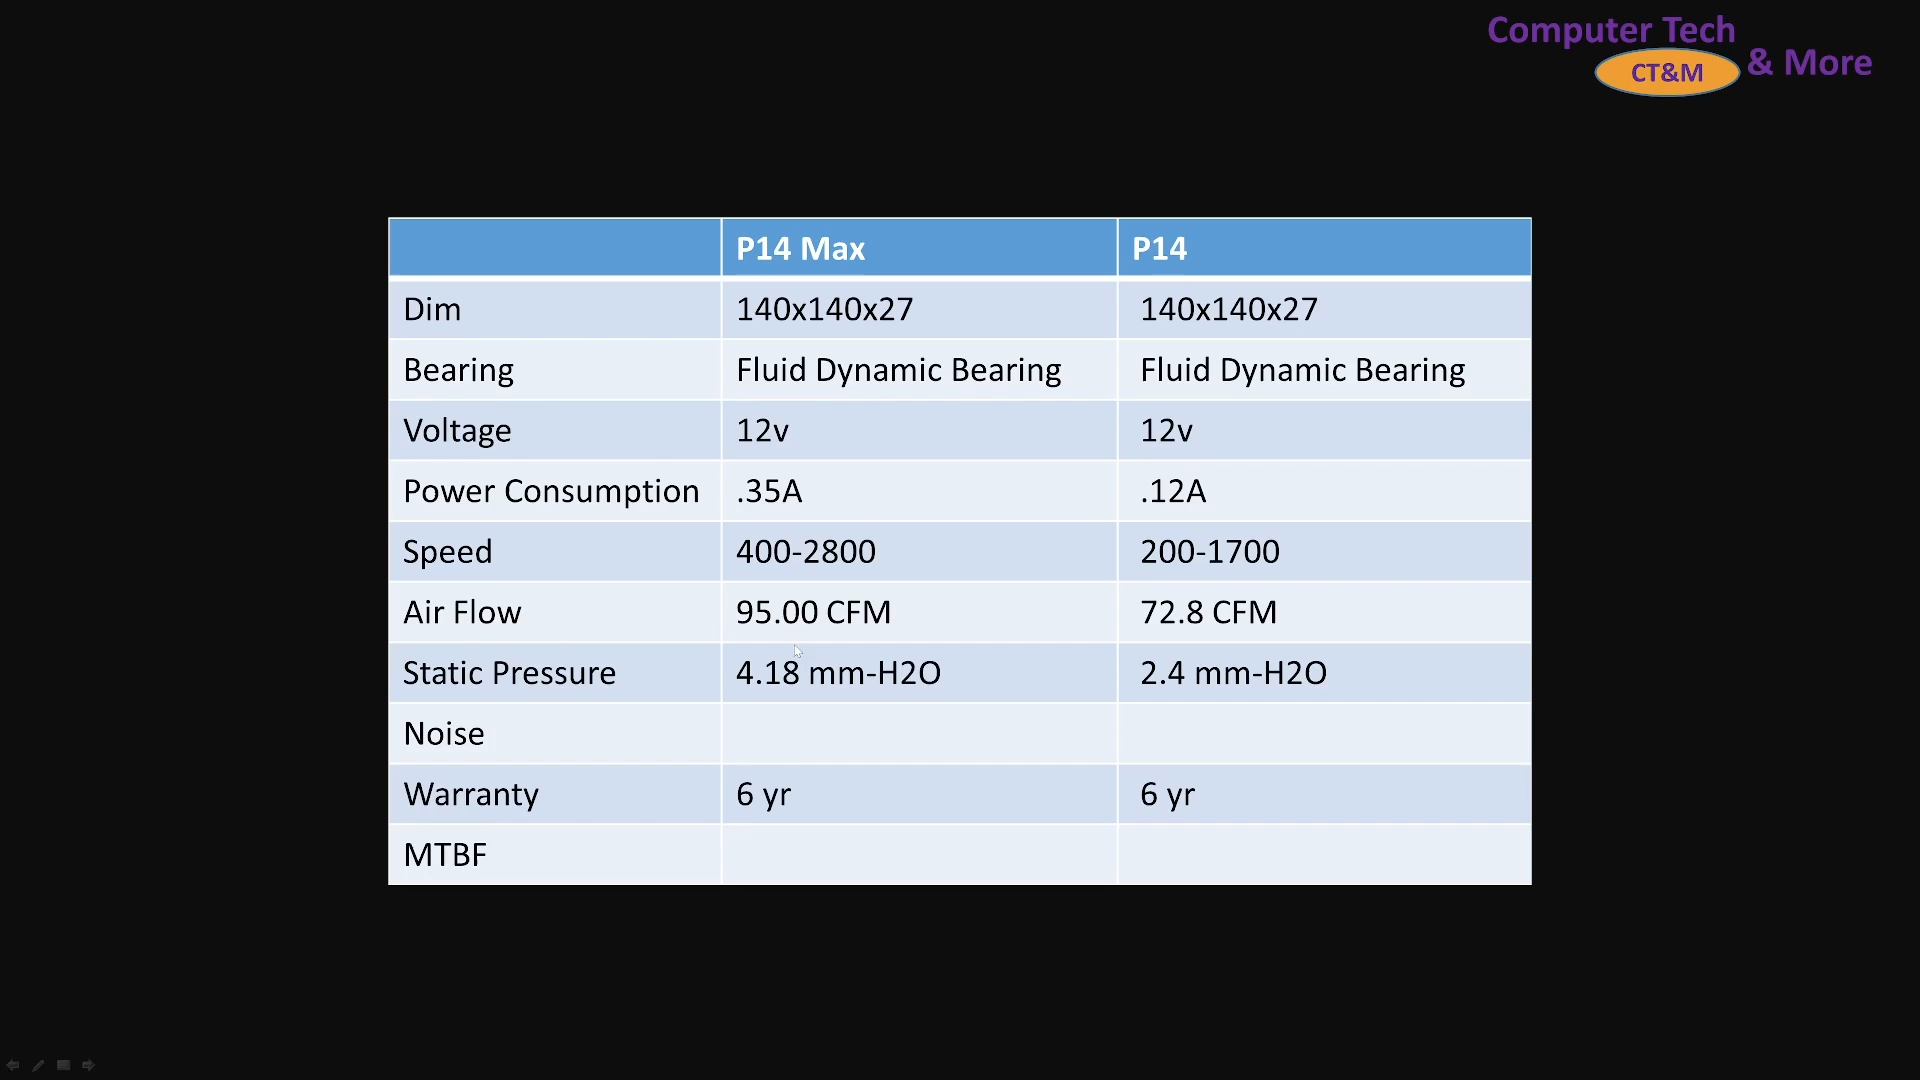 Computer Tech
CT&M
& More
P14 Max P14
Dim 140x140x27 140x140x27
Bearing Fluid Dynamic Bearing Fluid Dynamic Bearing
Voltage 12v 12v
Power Consumption .35A .12A
Speed 400-2800 200-1700
Air Flow 95.00 CFM 72.8 CFM
Static Pressure 4.18 mm-H2O 2.4 mm-H2O
Noise
Warranty 6 yr 6 yr
MTBF